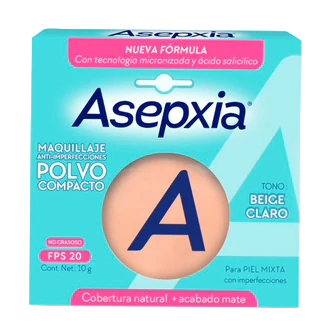 NUEVA FÓRMULA
Con tecnología micronizada y ácido salicílico
Asepxia®
MAQUILLAJE
ANTI-IMPERFECCIONES
POLVO
COMPACTO
NO GRASOSO
FPS 20
Cont. Net.: 10 g
A
TONO:
BEIGE
CLARO
Para PIEL MIXTA
con imperfecciones
Cobertura natural + acabado mate